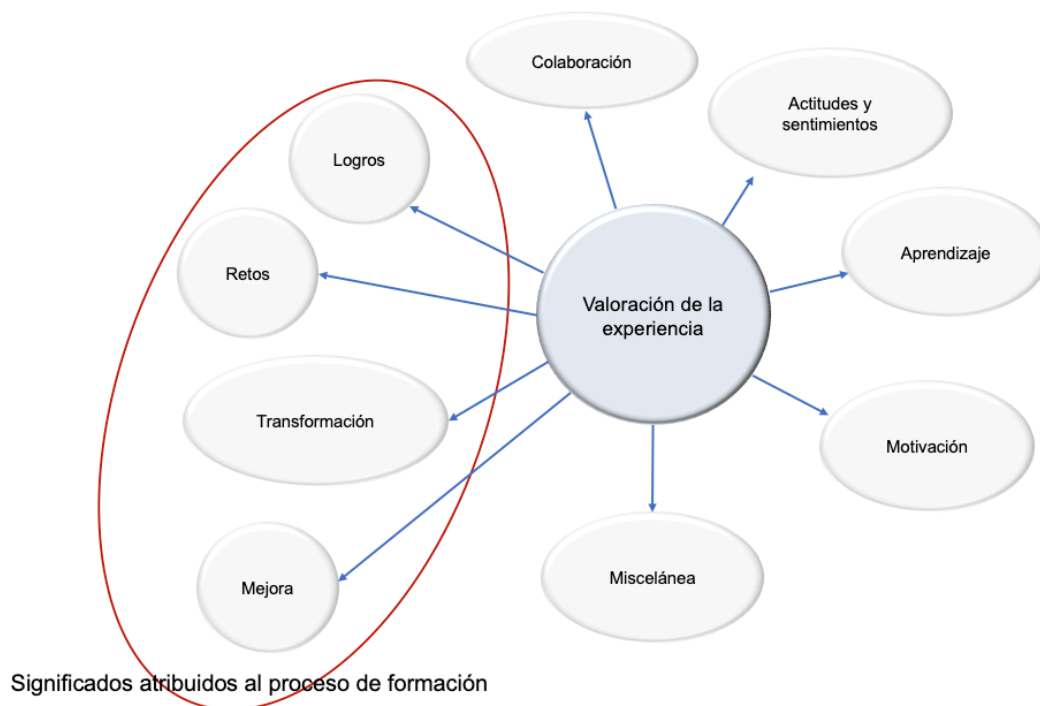 Colaboración
Actitudes y
sentimientos
Logros
Aprendizaje
Retos
Valoración de la
experiencia
Transformación
Motivación
Miscelánea
Mejora
Significados atribuidos al proceso de formación